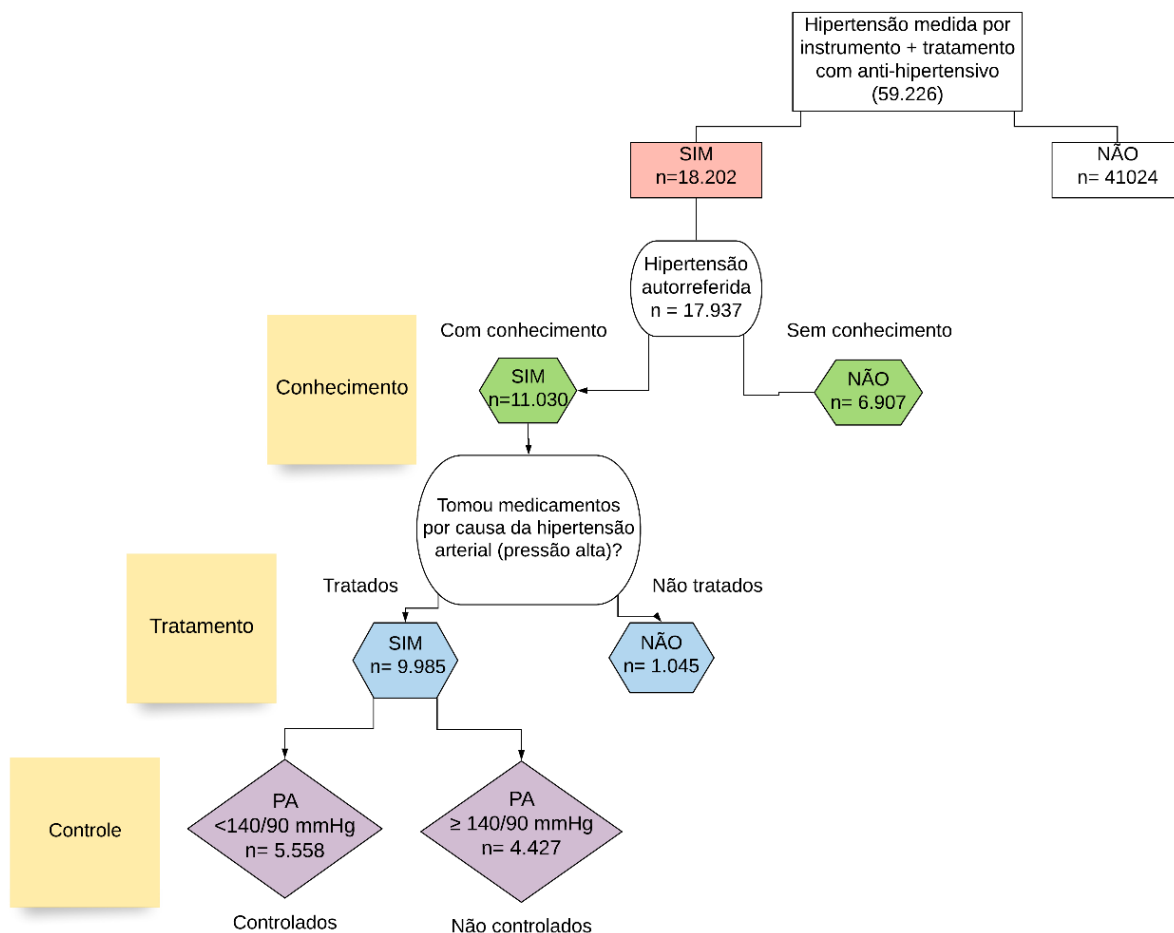 Hipertensão medida por
instrumento + tratamento
com anti-hipertensivo
(59.226)
SIM
n=18.202
NÃO
n= 41024
Hipertensão
autorreferida
n = 17.937
Com conhecimento
Sem conhecimento
Conhecimento
SIM
n=11.030
NÃO
n= 6.907
Tomou medicamentos
por causa da hipertensão
arterial (pressão alta)?
Tratados
Não tratados
Tratamento
SIM
n= 9.985
NÃO
n= 1.045
Controle
PA
<140/90 mmHg
n= 5.558
PA
≥ 140/90 mmHg
n= 4.427
Controlados
Não controlados